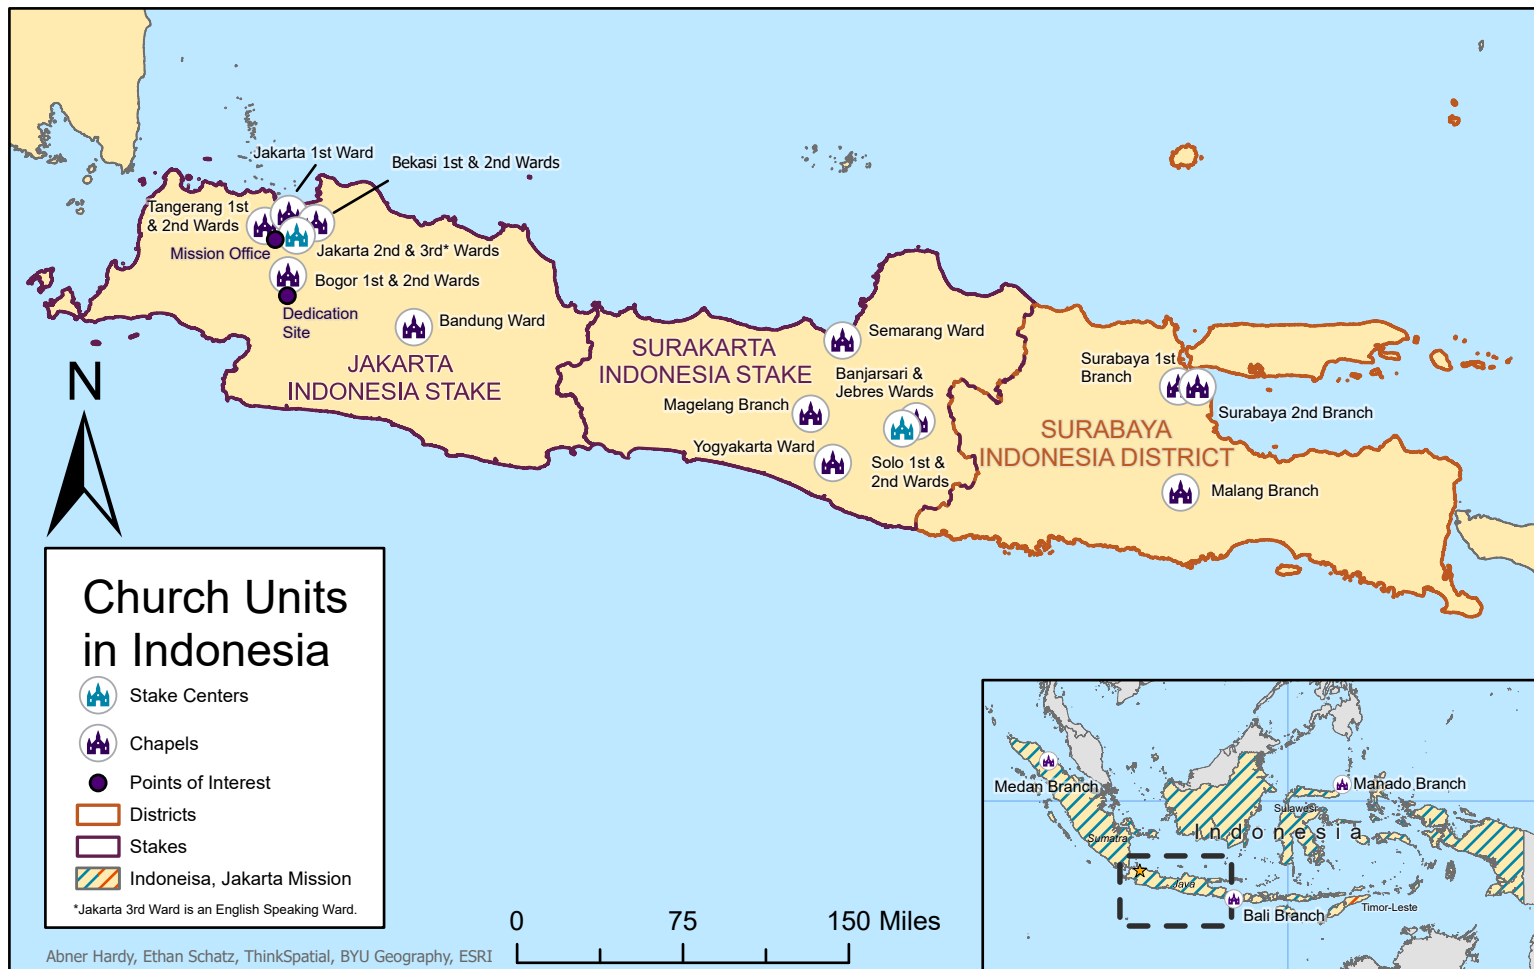 Jakarta 1st Ward
Bekasi 1st & 2nd Wards
Tangerang 1st
& 2nd Wards
Mission Office
Jakarta 2nd & 3rd* Wards
Bogor 1st & 2nd Wards
Dedication
Site
Bandung Ward
JAKARTA
INDONESIA STAKE
SURAKARTA
INDONESIA STAKE
Semarang Ward
Banjarsari &
Jebres Wards
Magelang Branch
Yogyakarta Ward
Solo 1st &
2nd Wards
Surabaya 1st
Branch
Surabaya 2nd Branch
SURABAYA
INDONESIA DISTRICT
Malang Branch
N
Church Units
in Indonesia
Stake Centers
Chapels
Points of Interest
Districts
Stakes
Indoneisa, Jakarta Mission
*Jakarta 3rd Ward is an English Speaking Ward.
Abner Hardy, Ethan Schatz, ThinkSpatial, BYU Geography, ESRI
0 75 150 Miles
Medan Branch
Manado Branch
Sulawesi
Indonesia
Sumatra
Java
Bali Branch
Timor-Leste